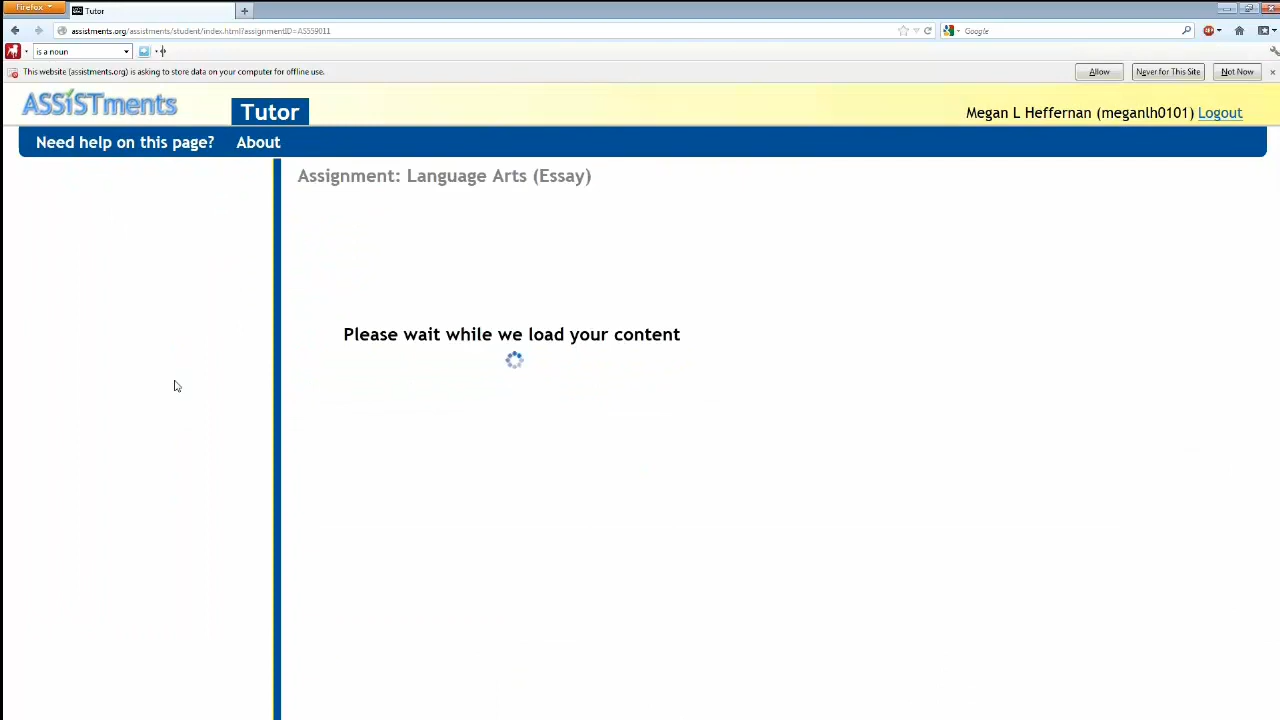 Firefox
Tutor
assistments.org/assistments/student/index.html?assignmentID=AS559011
Google
is a noun
This website (assistments.org) is asking to store data on your computer for offline use.
Allow
Never for This Site
Not Now
ASSiSTments
Tutor
Megan L Heffernan (meganlh0101) Logout
Need help on this page?
About
Assignment: Language Arts (Essay)
Please wait while we load your content